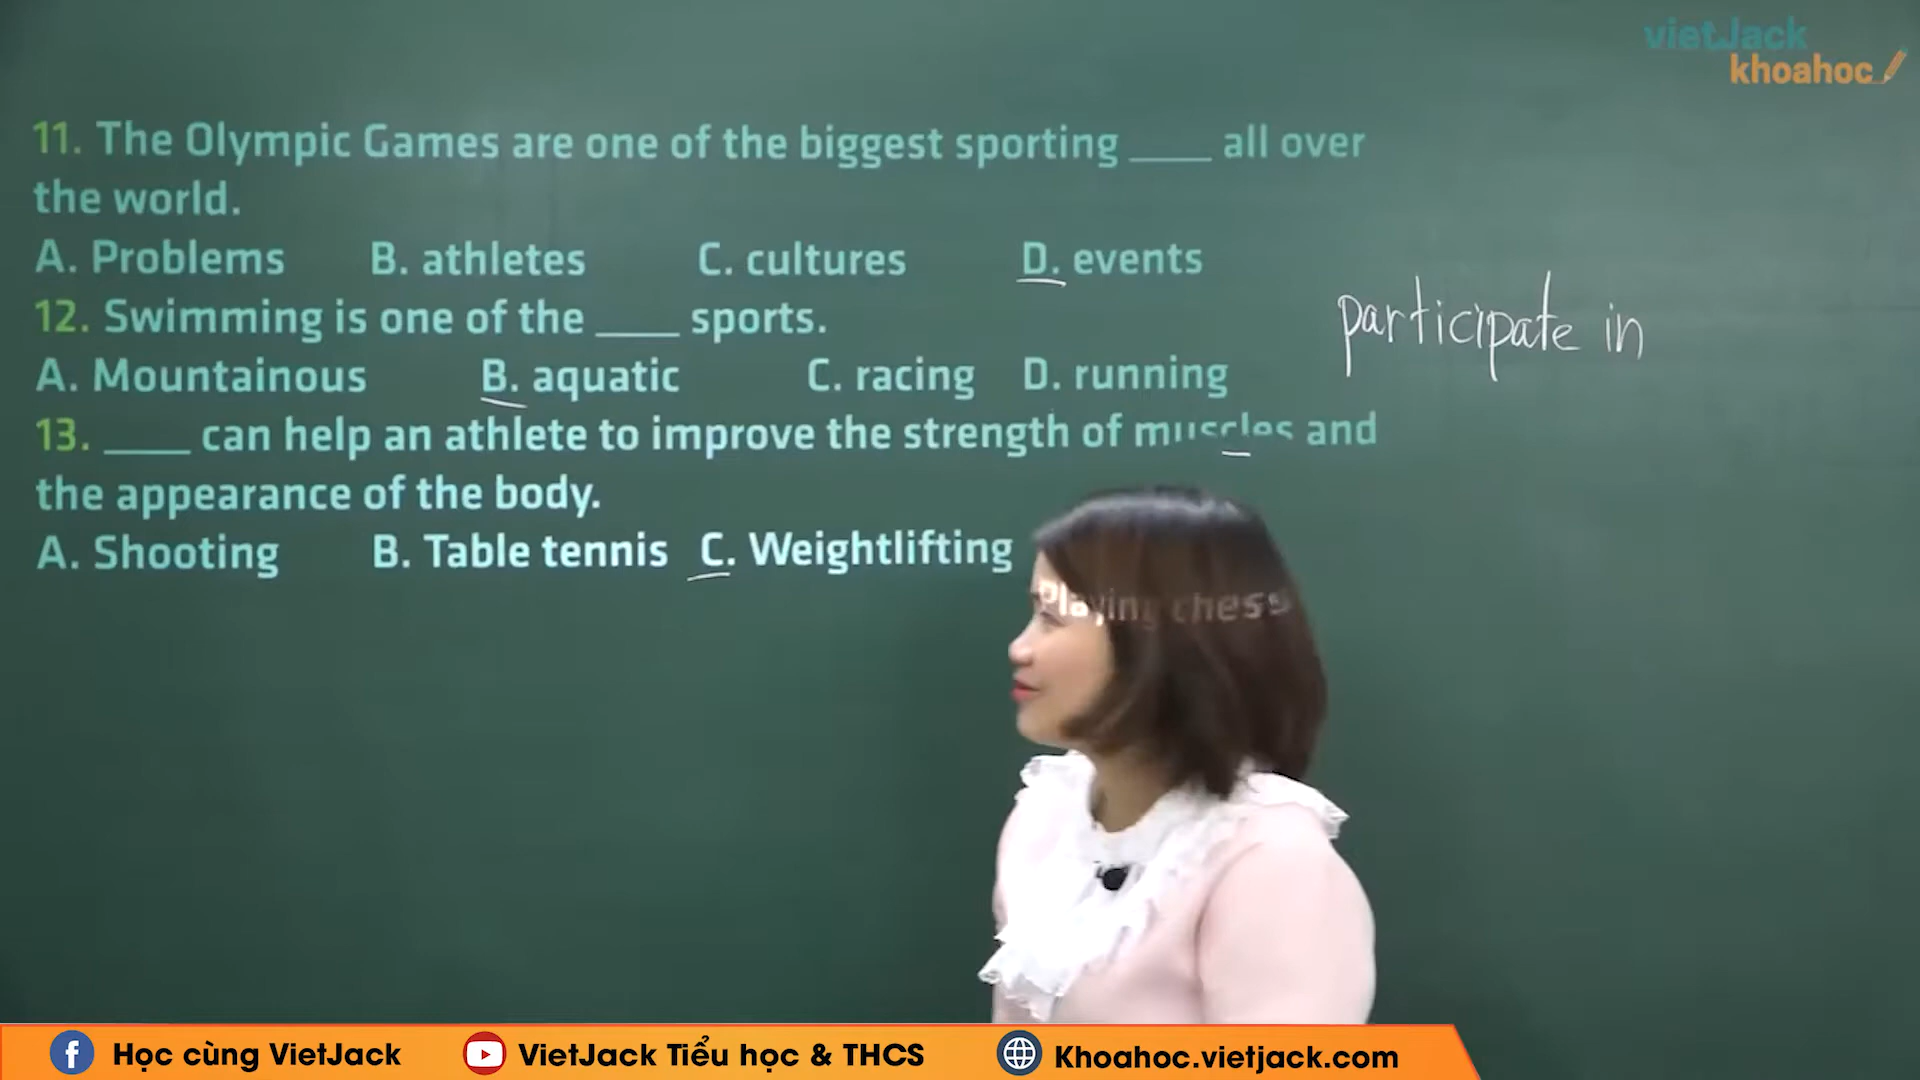 vietJack
khoahoc
11. The Olympic Games are one of the biggest sporting ____ all over
the world.
A. Problems B. athletes C. cultures D. events
12. Swimming is one of the ____ sports.
participate in
A. Mountainous B. aquatic C. racing D. running
13. ____ can help an athlete to improve the strength of muscles and
the appearance of the body.
A. Shooting B. Table tennis C. Weightlifting
Playing chess
Học cùng VietJack VietJack Tiểu học & THCS Khoahoc.vietjack.com